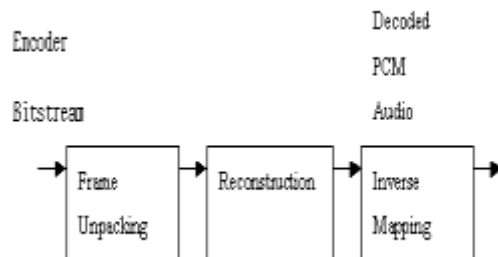 Encoder
Bitstream
Decoded
PCM
Audio
Frame
Unpacking
Reconstruction
Inverse
Mapping